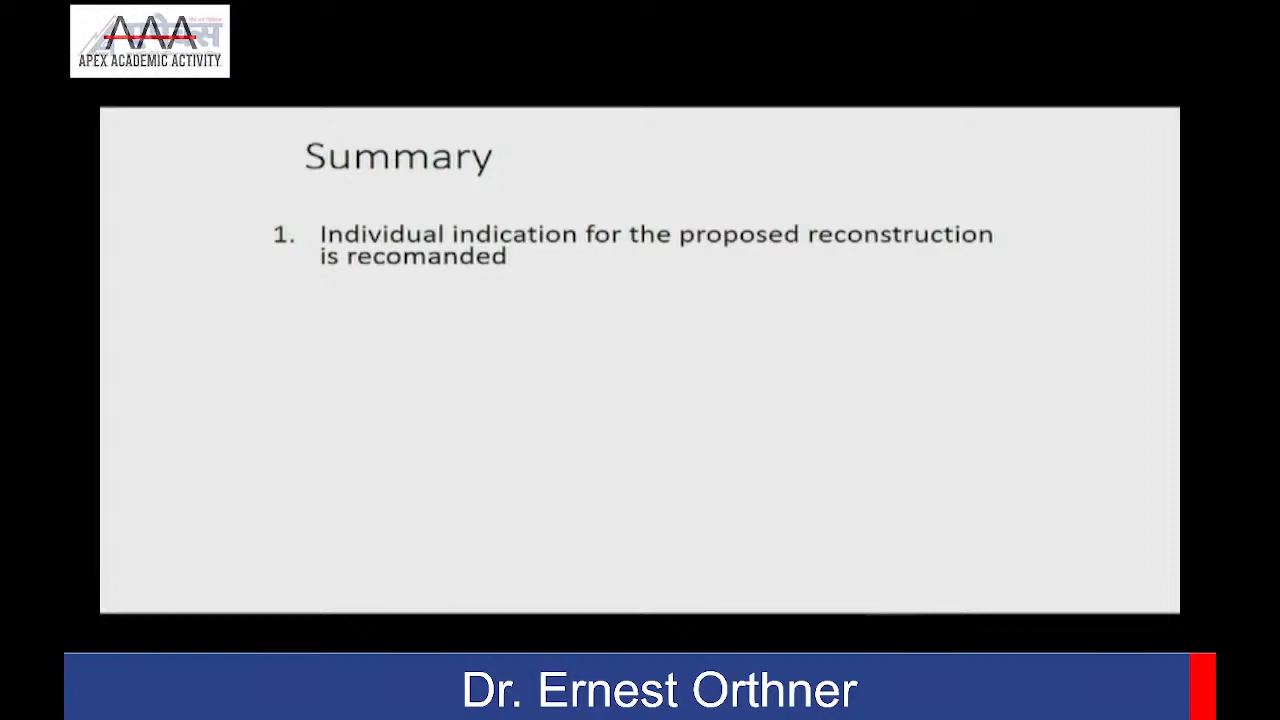 AAA
APEX ACADEMIC ACTIVITY
Summary
1. Individual indication for the proposed reconstruction
is recomanded
Dr. Ernest Orthner